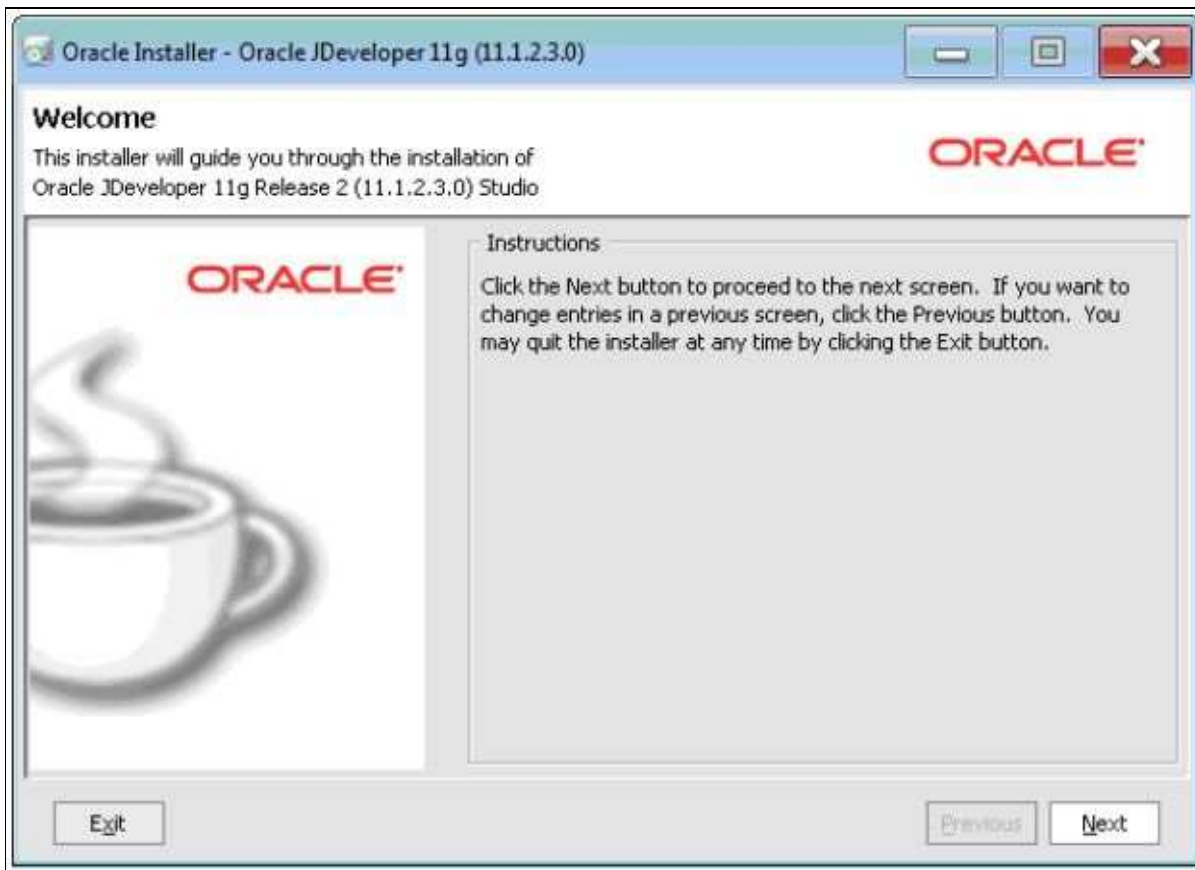 Oracle Installer - Oracle JDeveloper 11g (11.1.2.3.0)
Welcome
This installer will guide you through the installation of
Oracle JDeveloper 11g Release 2 (11.1.2.3.0) Studio
ORACLE
ORACLE
Instructions
Click the Next button to proceed to the next screen. If you want to
change entries in a previous screen, click the Previous button. You
may quit the installer at any time by clicking the Exit button.
Exit
Previous
Next